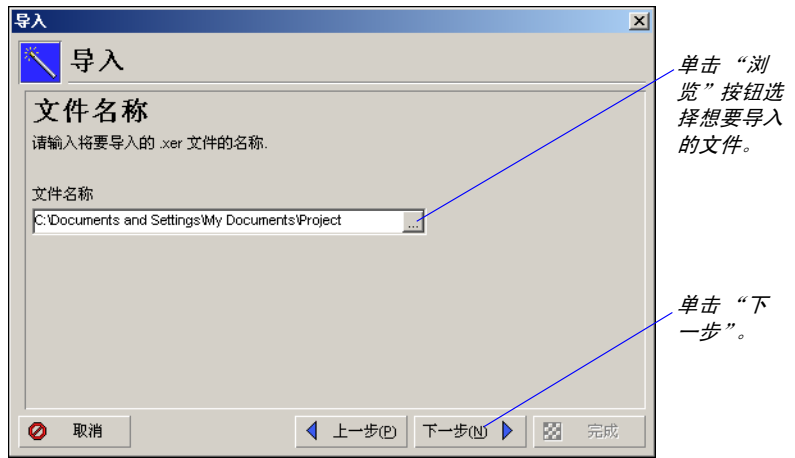 导入
导入
文件名称
请输入将要导入的 .xer 文件的名称.
文件名称
C:\Documents and Settings\My Documents\Project
...
取消
上一步(P)
下一步(N)
完成
单击 “浏
览”按钮选
择想要导入
的文件。
单击 “下
一步”。